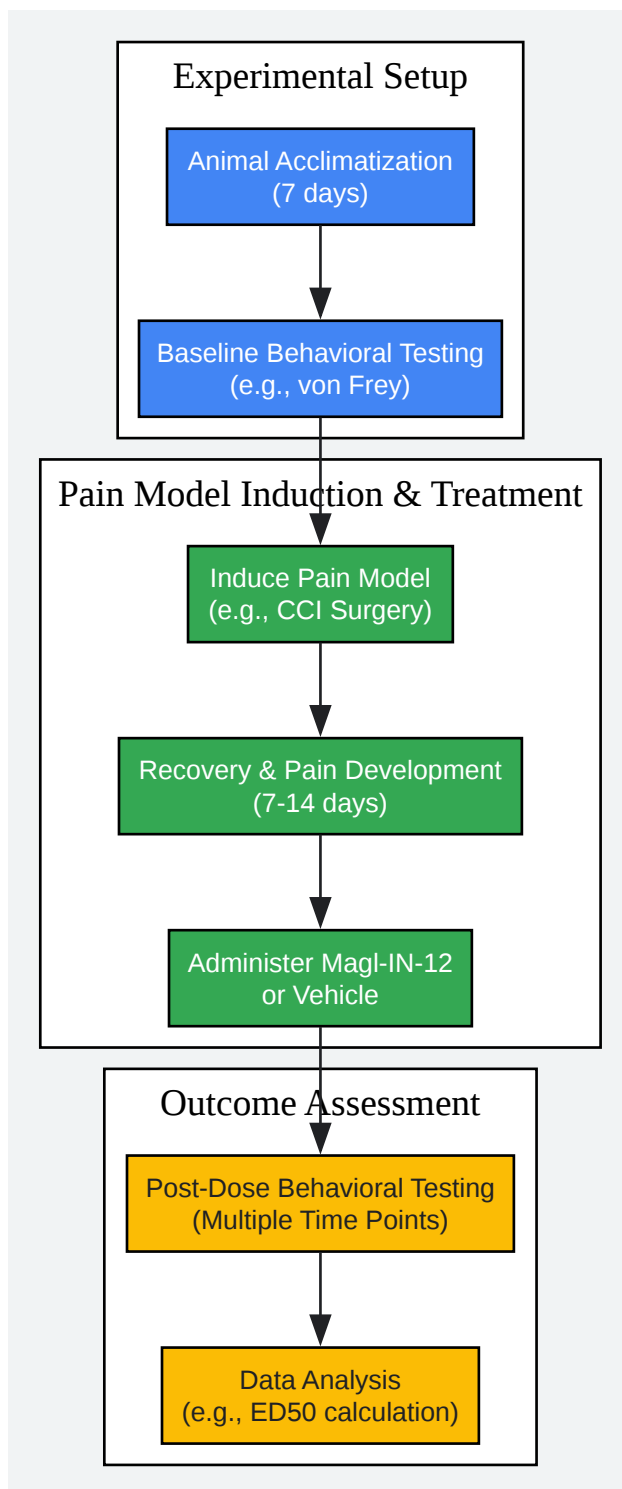 Experimental Setup
Animal Acclimatization
(7 days)
Baseline Behavioral Testing
(e.g., von Frey)
Pain Model Induction & Treatment
Induce Pain Model
(e.g., CCI Surgery)
Recovery & Pain Development
(7-14 days)
Administer Magl-IN-12
or Vehicle
Outcome Assessment
Post-Dose Behavioral Testing
(Multiple Time Points)
Data Analysis
(e.g., ED50 calculation)